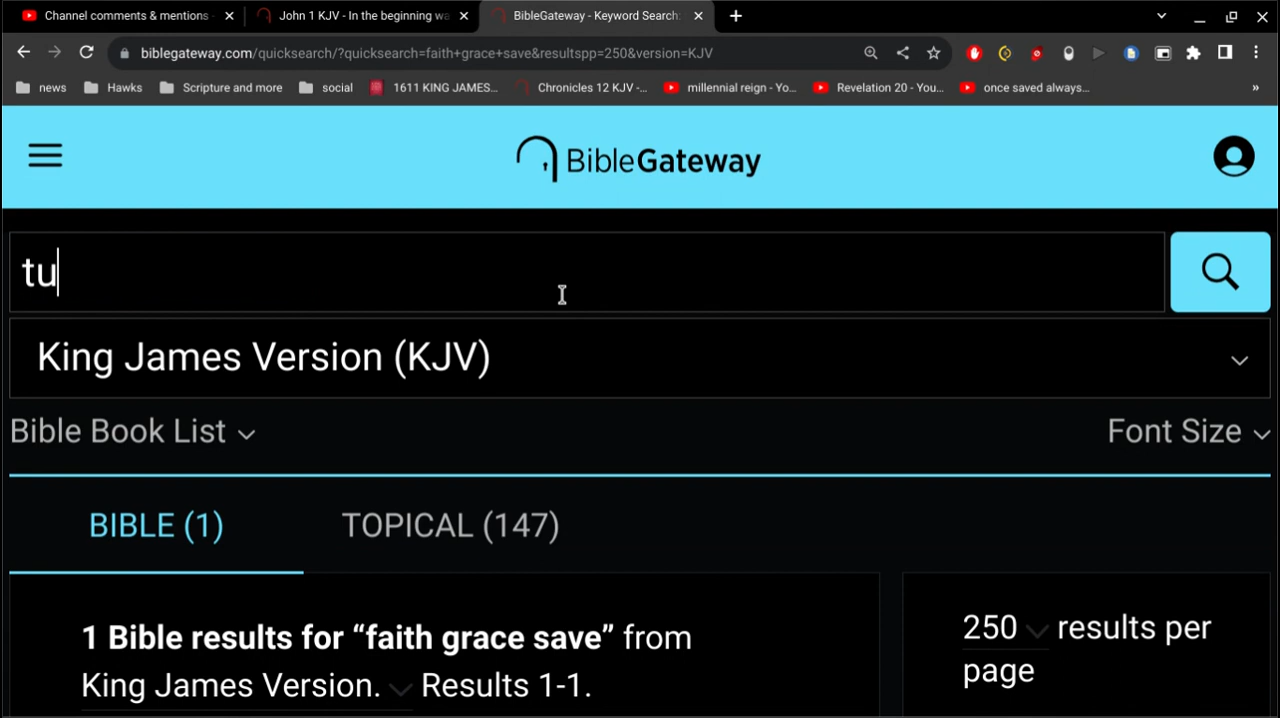 Channel comments & mentions
John 1 KJV - In the beginning wa
BibleGateway - Keyword Search:
biblegateway.com/quicksearch/?quicksearch=faith+grace+save&resultspp=250&version=KJV
news
Hawks
Scripture and more
social
1611 KING JAMES...
Chronicles 12 KJV -...
millennial reign - Yo...
Revelation 20 - You...
once saved always...
»
BibleGateway
tu
King James Version (KJV)
Bible Book List
Font Size
BIBLE (1)
TOPICAL (147)
1 Bible results for “faith grace save” from
King James Version. Results 1-1.
250 results per
page